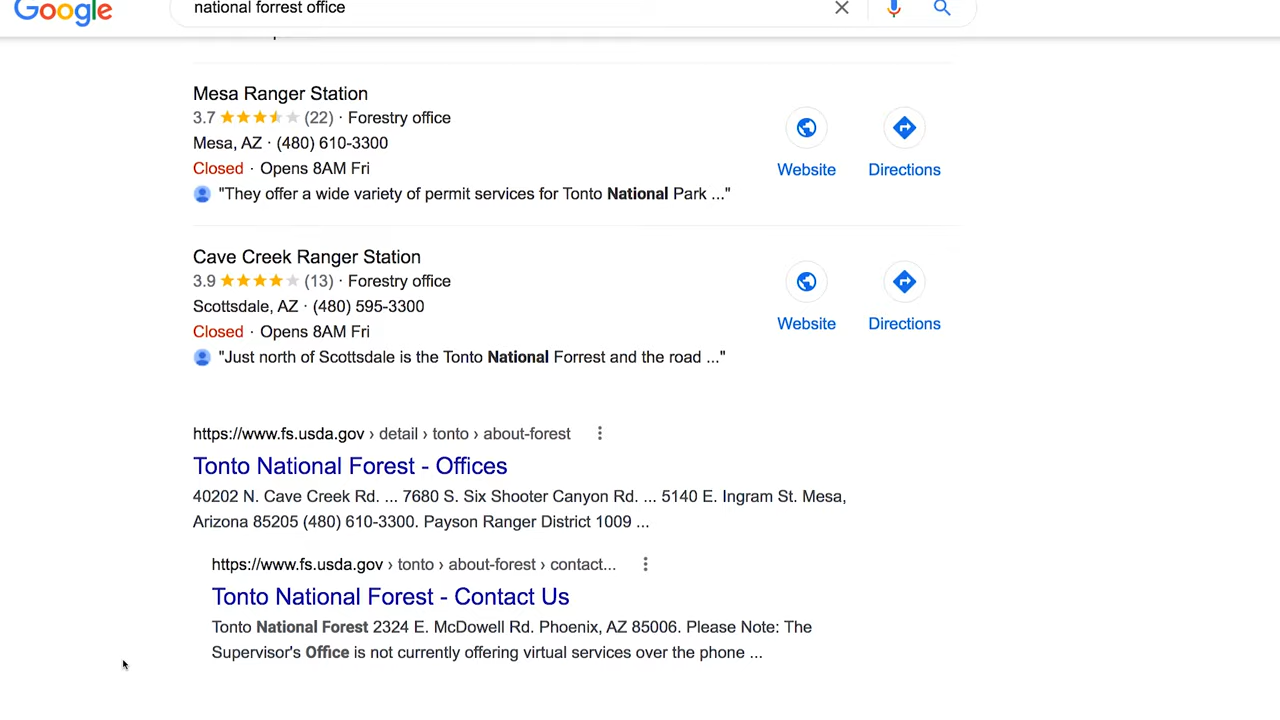 Google
national forrest office
Mesa Ranger Station
3.7 (22) · Forestry office
Mesa, AZ · (480) 610-3300
Closed · Opens 8AM Fri
"They offer a wide variety of permit services for Tonto National Park ..."
Website
Directions
Cave Creek Ranger Station
3.9 (13) · Forestry office
Scottsdale, AZ · (480) 595-3300
Closed · Opens 8AM Fri
"Just north of Scottsdale is the Tonto National Forrest and the road ..."
Website
Directions
https://www.fs.usda.gov › detail › tonto › about-forest
Tonto National Forest - Offices
40202 N. Cave Creek Rd. ... 7680 S. Six Shooter Canyon Rd. ... 5140 E. Ingram St. Mesa,
Arizona 85205 (480) 610-3300. Payson Ranger District 1009 ...
https://www.fs.usda.gov › tonto › about-forest › contact...
Tonto National Forest - Contact Us
Tonto National Forest 2324 E. McDowell Rd. Phoenix, AZ 85006. Please Note: The
Supervisor's Office is not currently offering virtual services over the phone ...